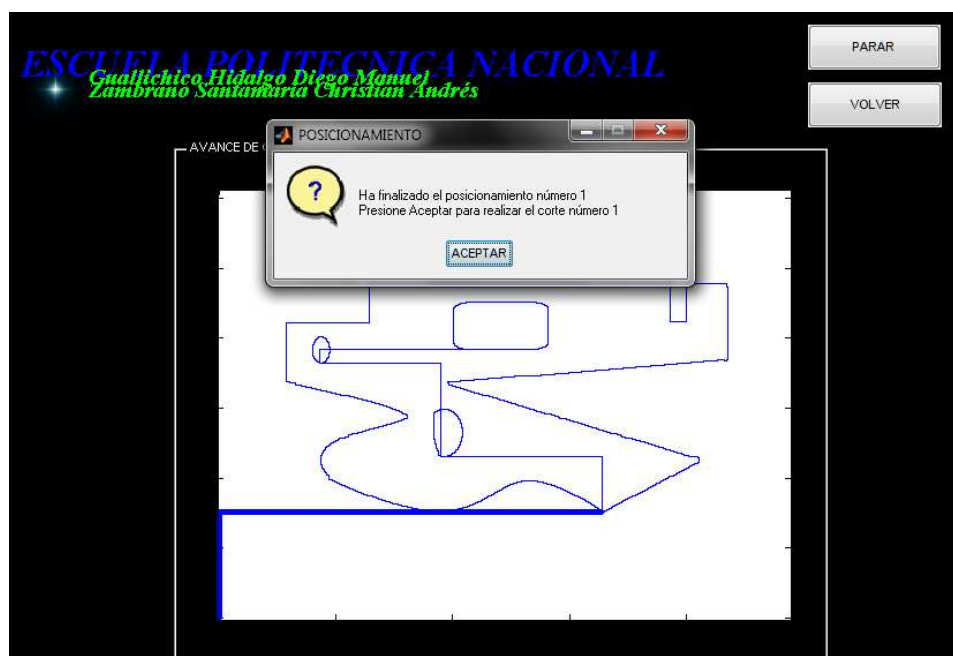 ESCUELA POLITECNICA NACIONAL
Guallichico Hidalgo Diego Manuel
Zambrano Santamaría Christian Andrés
PARAR
VOLVER
POSICIONAMIENTO
AVANCE DE
Ha finalizado el posicionamiento número 1
Presione Aceptar para realizar el corte número 1
ACEPTAR